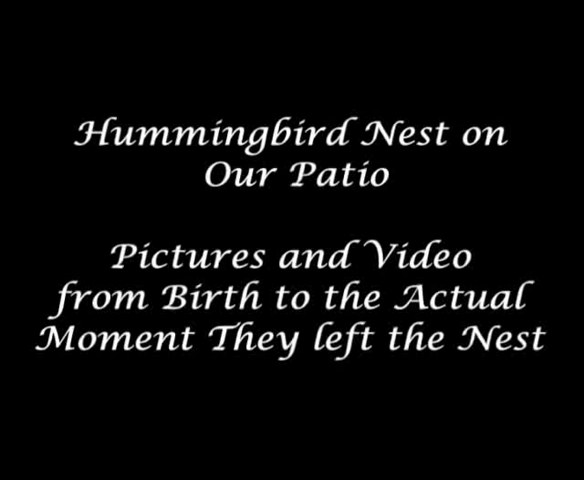 Hummingbird Nest on
Our Patio
Pictures and Video
from Birth to the Actual
Moment They left the Nest